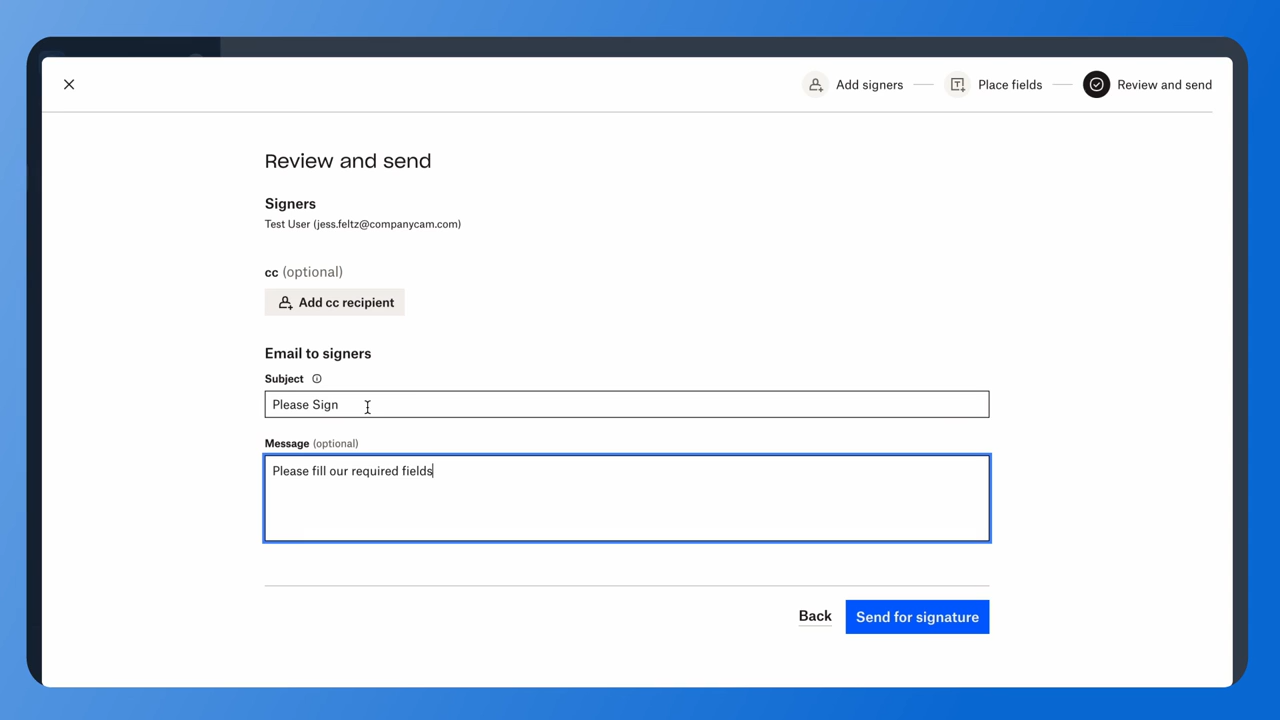 Add signers
Place fields
Review and send
Review and send
Signers
Test User (jess.feltz@companycam.com)
cc (optional)
Add cc recipient
Email to signers
Subject
Please Sign
Message (optional)
Please fill our required fields
Back
Send for signature